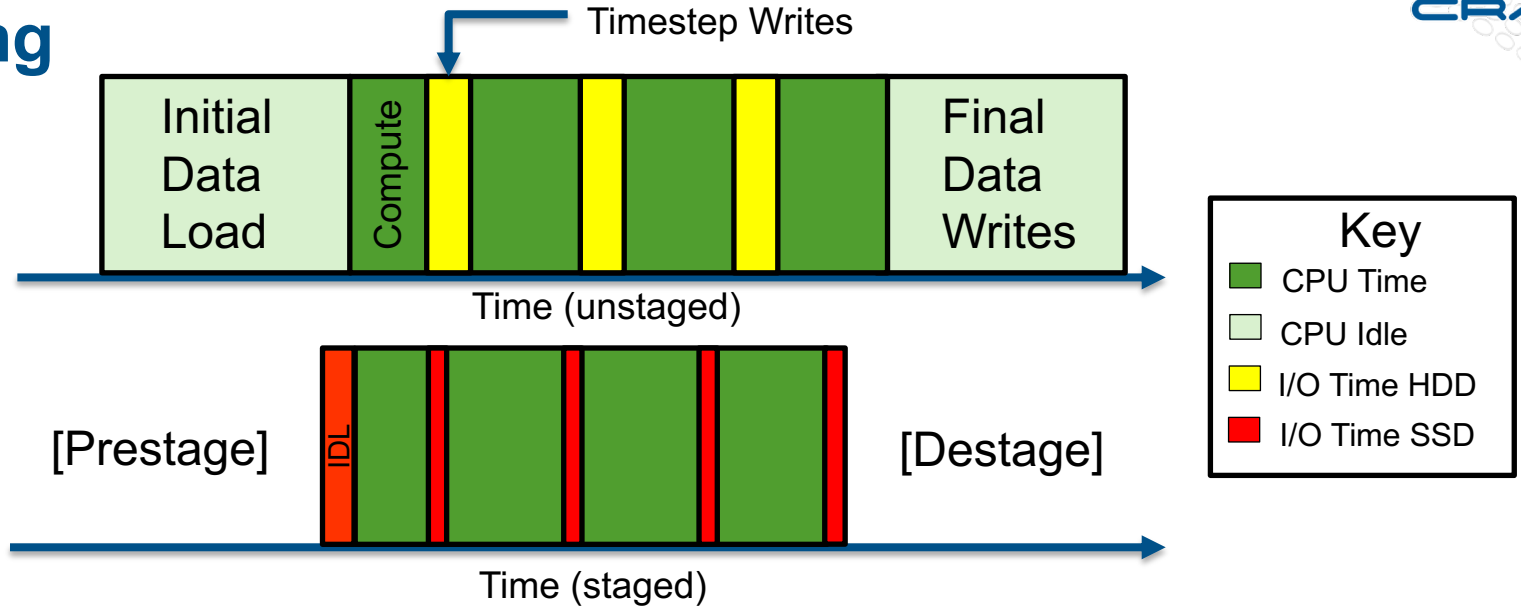 Timestep Writes
Initial
Data
Load
Compute
Final
Data
Writes
Time (unstaged)
Key
CPU Time
CPU Idle
I/O Time HDD
I/O Time SSD
[Prestage]
IDL
[Destage]
Time (staged)